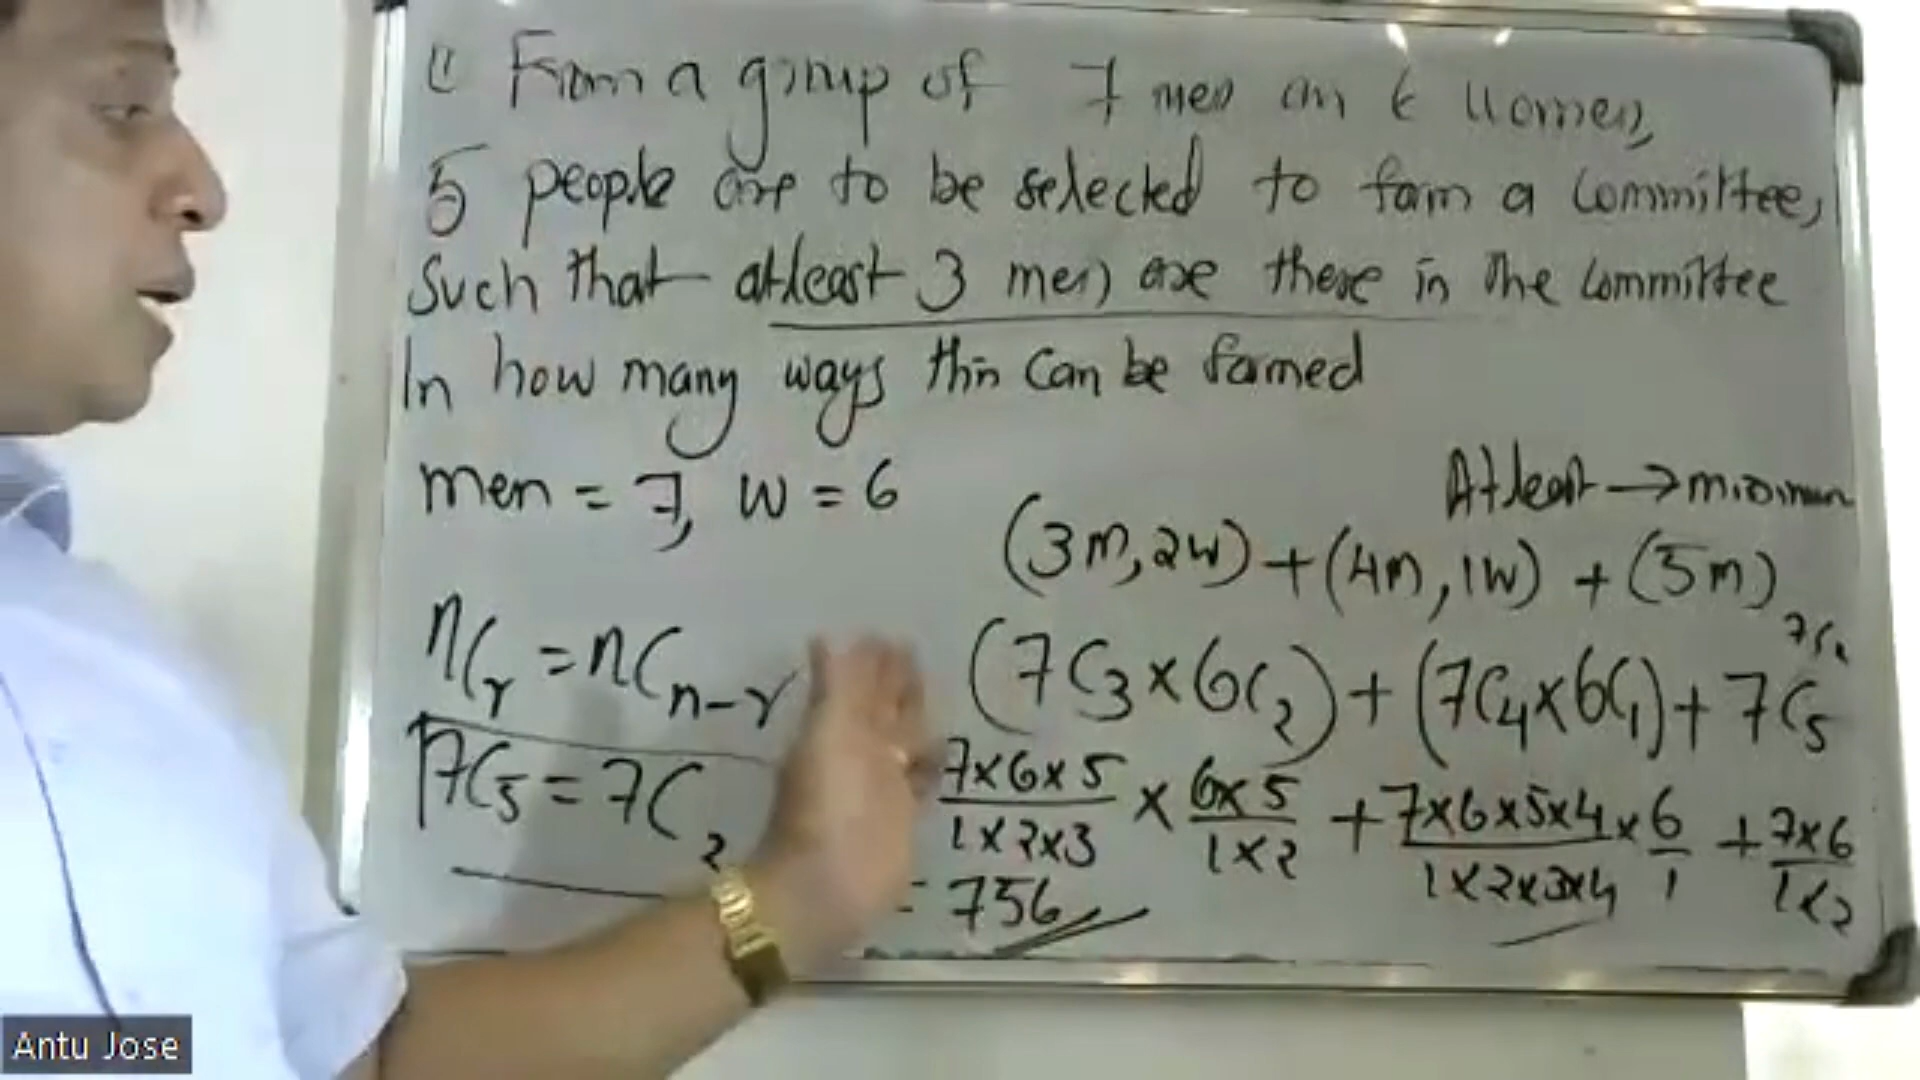 1) From a group of 7 men an 6 women,
5 people are to be selected to form a committee,
Such that atleast 3 men are there in the committee
In how many ways this can be formed
men = 7, W = 6
Atleast → minimum
(3m, 2W) + (4m, 1W) + (5m)
nCr = nCn-r
(7C3 × 6C2) + (7C4 × 6C1) + 7C5
7C5 = 7C2
7×6×5 / 1×2×3 × 6×5 / 1×2 + 7×6×5×4 / 1×2×3×4 × 6 / 1 + 7×6 / 1×2
= 756
Antu Jose